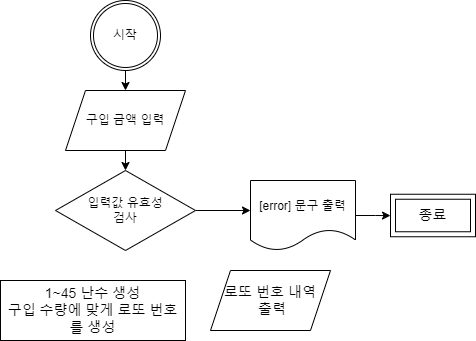 시작
구입 금액 입력
입력값 유효성
검사
[error] 문구 출력
종료
1~45 난수 생성
구입 수량에 맞게 로또 번호
를 생성
로또 번호 내역
출력